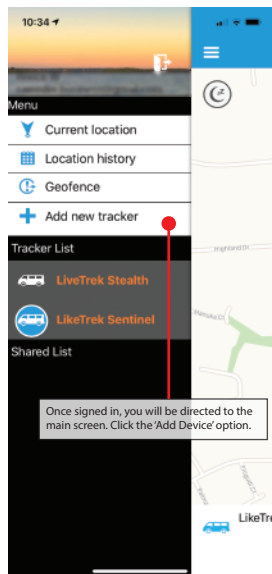 10:34
Menu
Current location
Location history
Geofence
Add new tracker
Tracker List
LiveTrek Stealth
LikeTrek Sentinel
Shared List
Once signed in, you will be directed to the
main screen. Click the 'Add Device' option.
Highland Dr
Manuka Ct
LikeTre